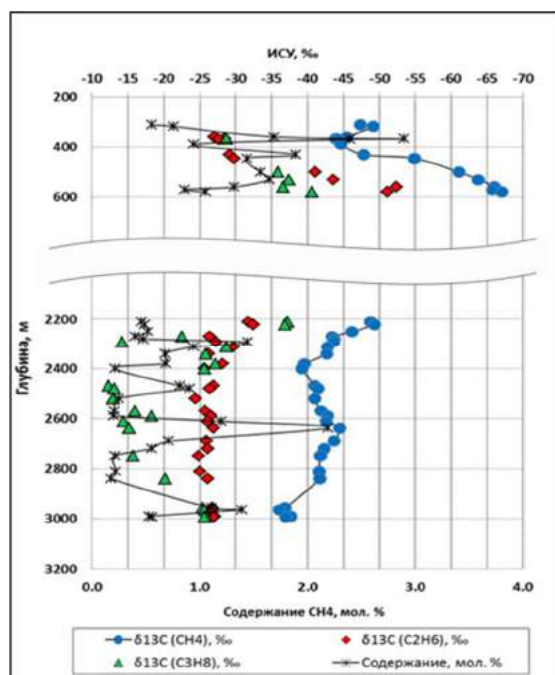 ИСУ, ‰
-10 -15 -20 -25 -30 -35 -40 -45 -50 -55 -60 -65 -70
200
400
600
2200
2400
2600
2800
3000
3200
Глубина, м
0.0 1.0 2.0 3.0 4.0
Содержание CH4, мол. %
δ13C (CH4), ‰
δ13C (C2H6), ‰
δ13C (C3H8), ‰
Содержание, мол. %